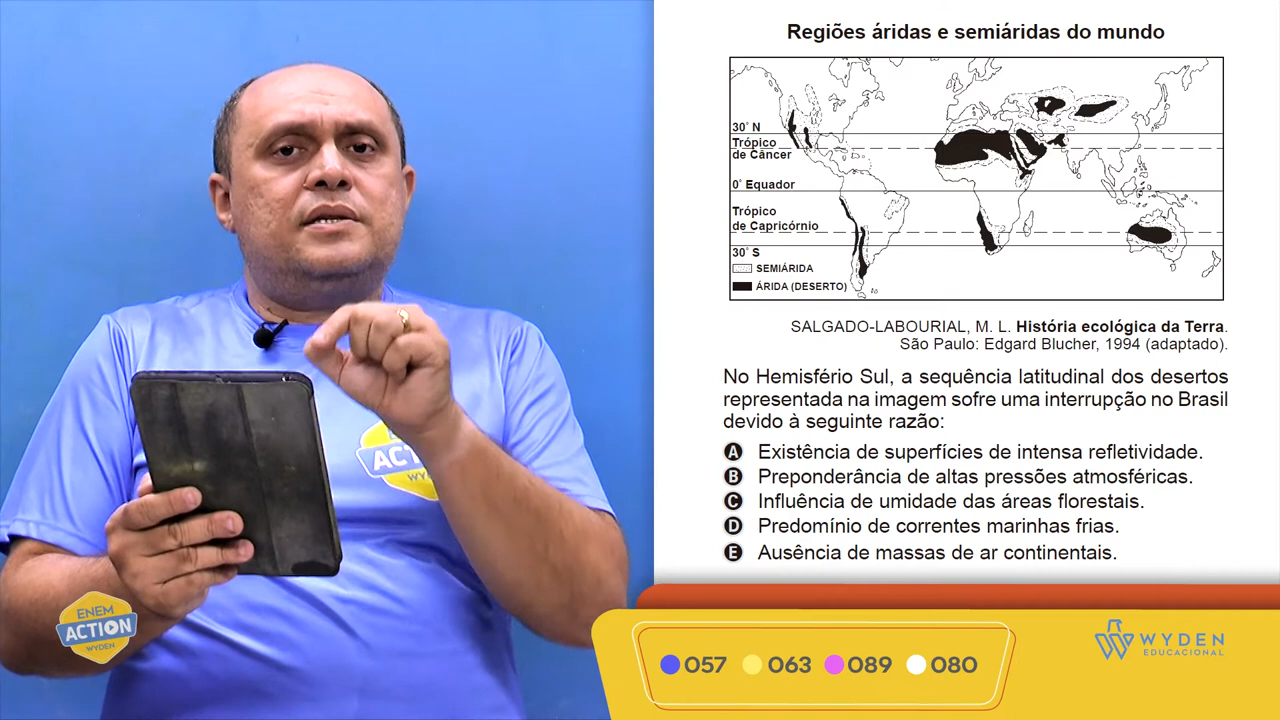 Regiões áridas e semiáridas do mundo
30° N
Trópico
de Câncer
0° Equador
Trópico
de Capricórnio
30° S
SEMIÁRIDA
ÁRIDA (DESERTO)
SALGADO-LABOURIAL, M. L. História ecológica da Terra.
São Paulo: Edgard Blucher, 1994 (adaptado).
No Hemisfério Sul, a sequência latitudinal dos desertos
representada na imagem sofre uma interrupção no Brasil
devido à seguinte razão:
A Existência de superfícies de intensa refletividade.
B Preponderância de altas pressões atmosféricas.
C Influência de umidade das áreas florestais.
D Predomínio de correntes marinhas frias.
E Ausência de massas de ar continentais.
ENEM
ACTION
WYDEN
057 063 089 080
WYDEN
EDUCACIONAL